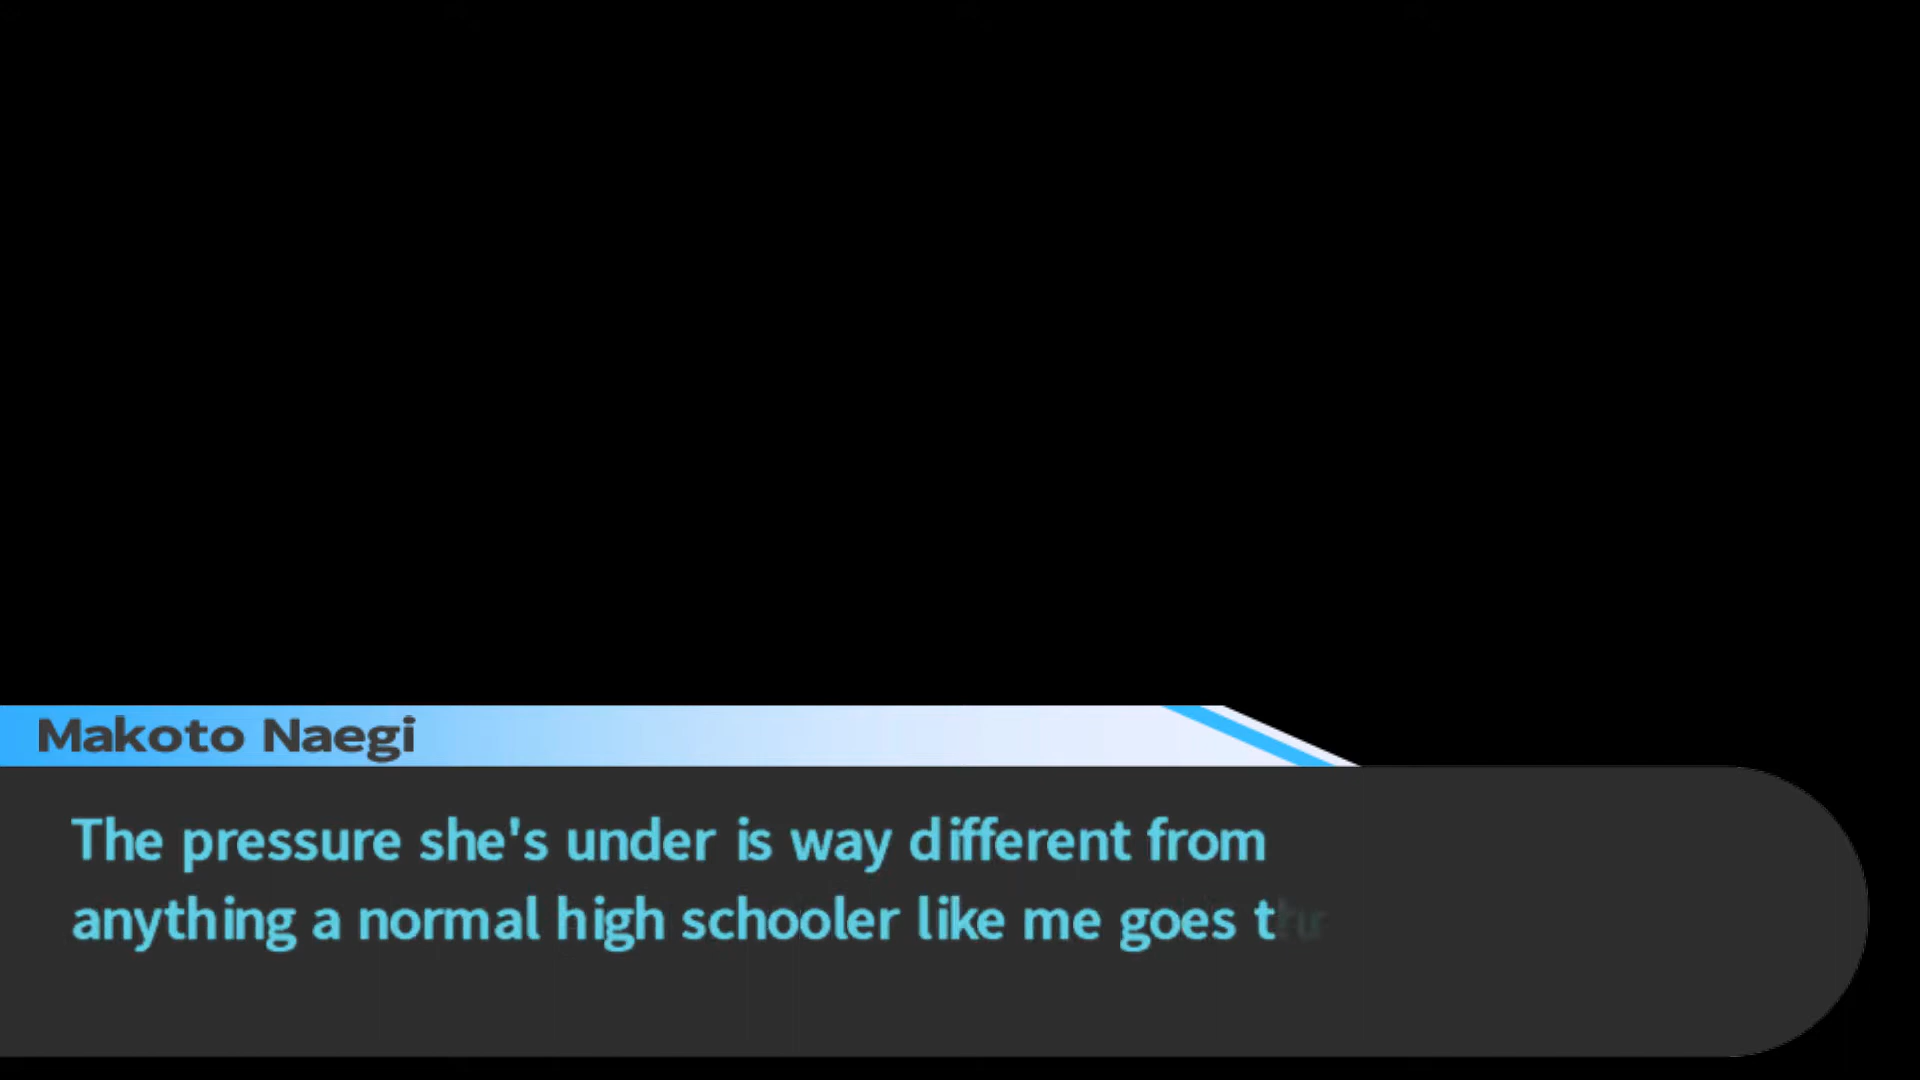 Makoto Naegi
The pressure she's under is way different from
anything a normal high schooler like me goes